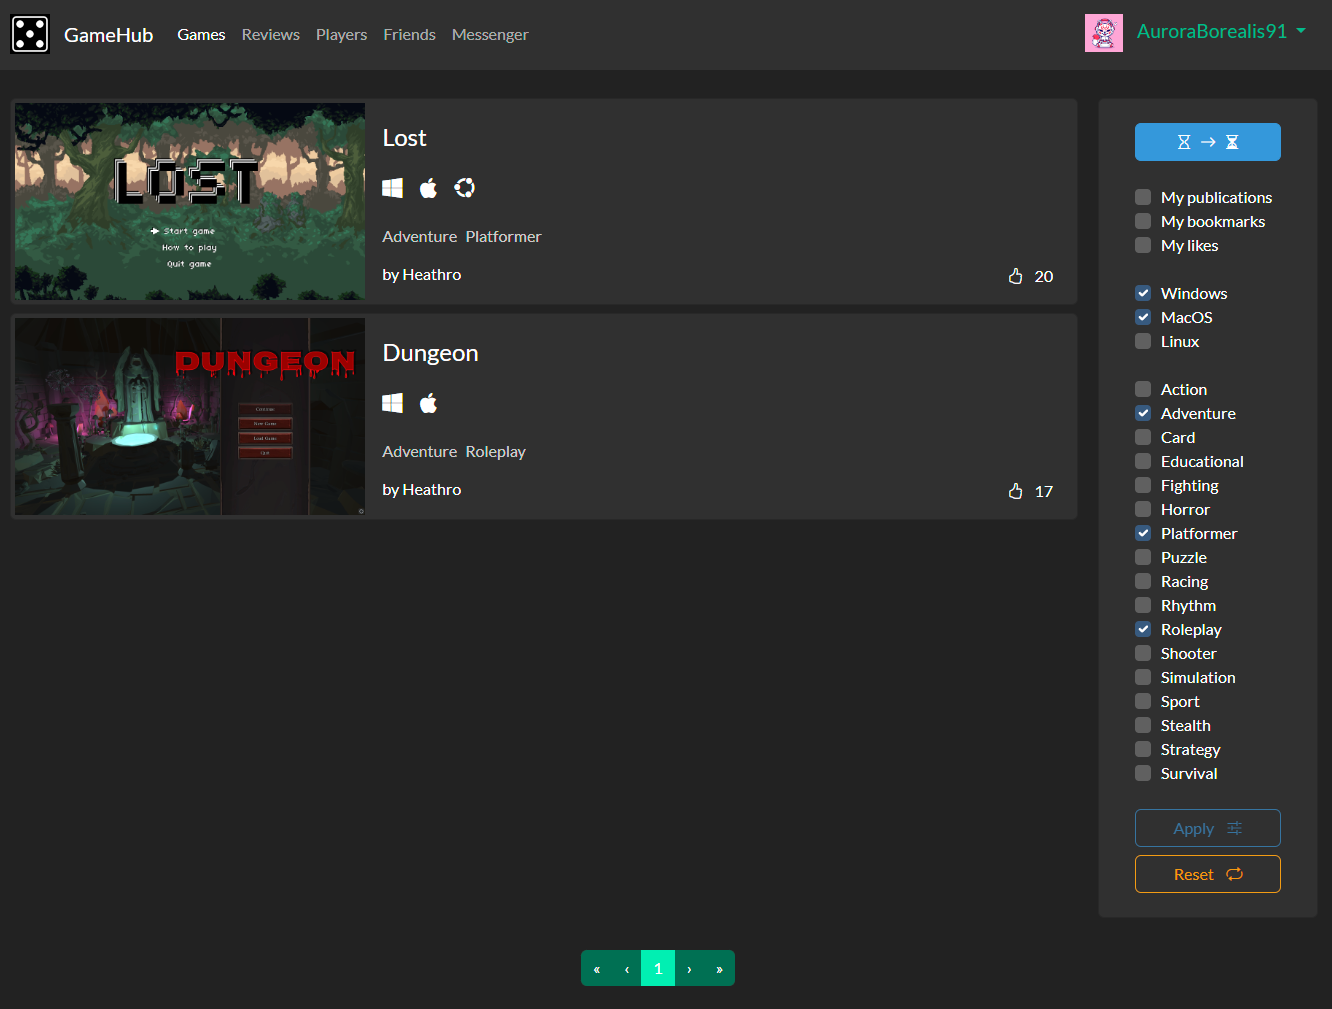 GameHub Games Reviews Players Friends Messenger
AuroraBorealis91
LOST
Start game
How to play
Quit game
Lost
Adventure Platformer
by Heathro
20
DUNGEON
Continue
New Game
Load Game
Quit
Dungeon
Adventure Roleplay
by Heathro
17
My publications
My bookmarks
My likes
Windows
MacOS
Linux
Action
Adventure
Card
Educational
Fighting
Horror
Platformer
Puzzle
Racing
Rhythm
Roleplay
Shooter
Simulation
Sport
Stealth
Strategy
Survival
Apply
Reset
« ‹ 1 › »